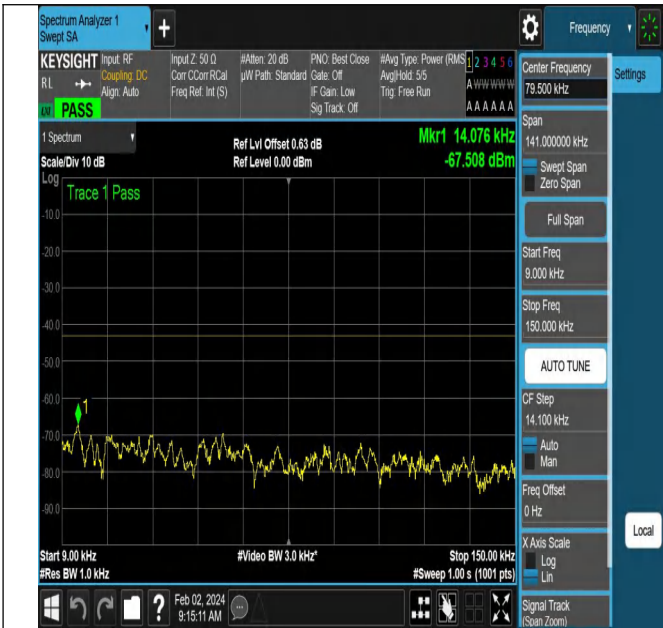 Spectrum Analyzer 1
Swept SA
+
Frequency
KEYSIGHT
RL
PASS
Input: RF
Coupling: DC
Align: Auto
Input Z: 50 Ω
Corr CCorr RCal
Freq Ref: Int (S)
#Atten: 20 dB
µW Path: Standard
PNO: Best Close
Gate: Off
IF Gain: Low
Sig Track: Off
#Avg Type: Power (RMS
Avg|Hold: 5/5
Trig: Free Run
1 2 3 4 5 6
A W W W W W
A A A A A A
1 Spectrum
Scale/Div 10 dB
Log
Ref Lvl Offset 0.63 dB
Ref Level 0.00 dBm
Mkr1 14.076 kHz
-67.508 dBm
Trace 1 Pass
-10.0
-20.0
-30.0
-40.0
-50.0
-60.0
-70.0
-80.0
-90.0
1
Start 9.00 kHz
#Res BW 1.0 kHz
#Video BW 3.0 kHz*
Stop 150.00 kHz
#Sweep 1.00 s (1001 pts)
?
Feb 02, 2024
9:15:11 AM
Center Frequency
79.500 kHz
Settings
Span
141.000000 kHz
Swept Span
Zero Span
Full Span
Start Freq
9.000 kHz
Stop Freq
150.000 kHz
AUTO TUNE
CF Step
14.100 kHz
Auto
Man
Freq Offset
0 Hz
Local
X Axis Scale
Log
Lin
Signal Track
(Span Zoom)